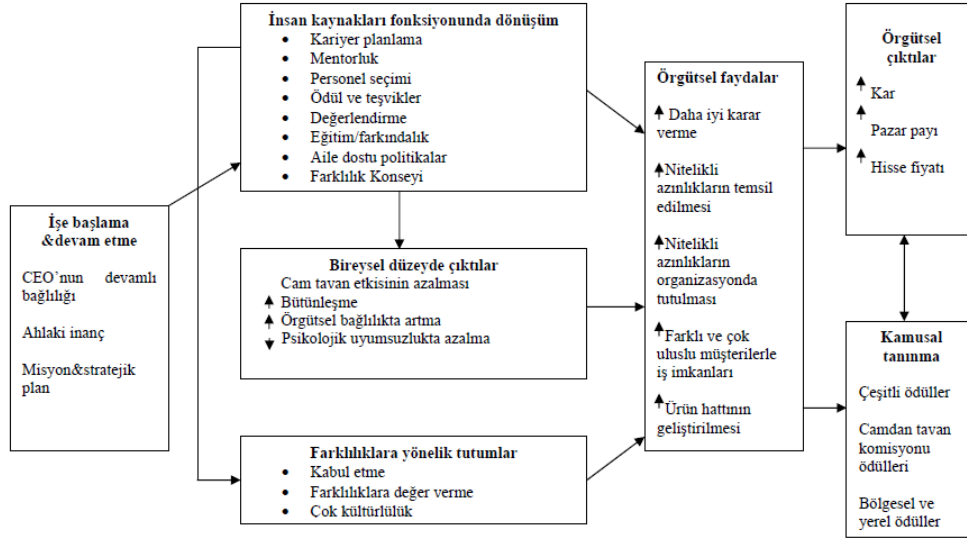 İşe başlama
&devam etme
CEO'nun devamlı
bağlılığı
Ahlaki inanç
Misyon&stratejik
plan
İnsan kaynakları fonksiyonunda dönüşüm
• Kariyer planlama
• Mentorluk
• Personel seçimi
• Ödül ve teşvikler
• Değerlendirme
• Eğitim/farkındalık
• Aile dostu politikalar
• Farklılık Konseyi
Bireysel düzeyde çıktılar
Cam tavan etkisinin azalması
Bütünleşme
Örgütsel bağlılıkta artma
Psikolojik uyumsuzlukta azalma
Farklılıklara yönelik tutumlar
• Kabul etme
• Farklılıklara değer verme
• Çok kültürlülük
Örgütsel faydalar
Daha iyi karar
verme
Nitelikli
azınlıkların temsil
edilmesi
Nitelikli
azınlıkların
organizasyonda
tutulması
Farklı ve çok
uluslu müşterilerle
iş imkanları
Ürün hattının
geliştirilmesi
Örgütsel
çıktılar
Kar
Pazar payı
Hisse fiyatı
Kamusal
tanınma
Çeşitli ödüller
Camdan tavan
komisyonu
ödülleri
Bölgesel ve
yerel ödüller